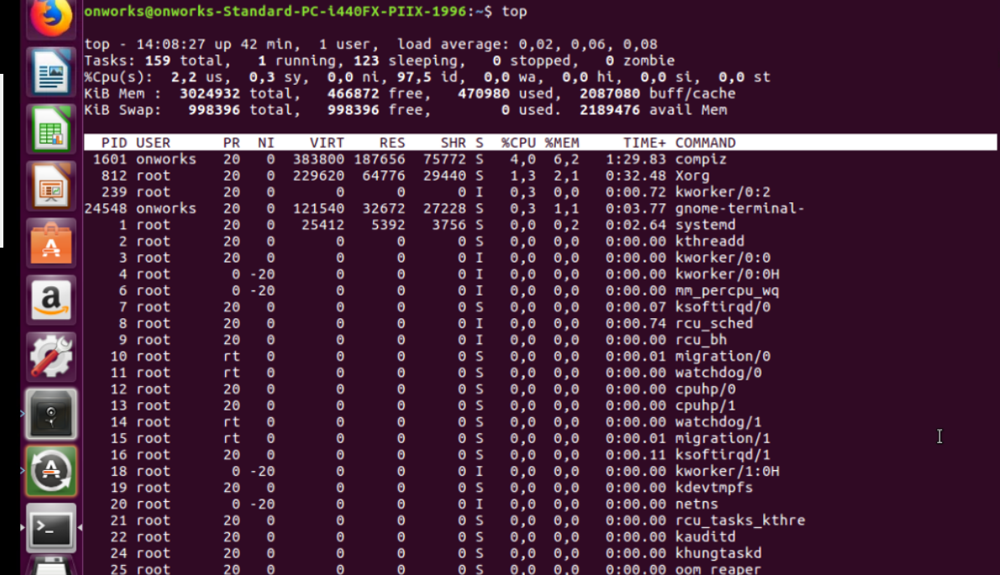 onworks@onworks-Standard-PC-i440FX-PIIX-1996:~$ top
top - 14:08:27 up 42 min,  1 user,  load average: 0,02, 0,06, 0,08
Tasks: 159 total,   1 running, 123 sleeping,   0 stopped,   0 zombie
%Cpu(s):  2,2 us,  0,3 sy,  0,0 ni, 97,5 id,  0,0 wa,  0,0 hi,  0,0 si,  0,0 st
KiB Mem :  3024932 total,   466872 free,   470980 used,  2087080 buff/cache
KiB Swap:   998396 total,   998396 free,        0 used.  2189476 avail Mem
PID USER      PR  NI    VIRT    RES    SHR S  %CPU %MEM     TIME+ COMMAND
1601 onworks   20   0  383800 187656  75772 S   4,0  6,2   1:29.83 compiz
812 root      20   0  229620  64776  29440 S   1,3  2,1   0:32.48 Xorg
239 root      20   0       0      0      0 I   0,3  0,0   0:00.72 kworker/0:2
24548 onworks   20   0  121540  32672  27228 S   0,3  1,1   0:03.77 gnome-terminal-
1 root      20   0   25412   5392   3756 S   0,0  0,2   0:02.64 systemd
2 root      20   0       0      0      0 S   0,0  0,0   0:00.00 kthreadd
3 root      20   0       0      0      0 I   0,0  0,0   0:00.00 kworker/0:0
4 root       0 -20       0      0      0 I   0,0  0,0   0:00.00 kworker/0:0H
6 root       0 -20       0      0      0 I   0,0  0,0   0:00.00 mm_percpu_wq
7 root      20   0       0      0      0 S   0,0  0,0   0:00.07 ksoftirqd/0
8 root      20   0       0      0      0 I   0,0  0,0   0:00.74 rcu_sched
9 root      20   0       0      0      0 I   0,0  0,0   0:00.00 rcu_bh
10 root      rt   0       0      0      0 S   0,0  0,0   0:00.01 migration/0
11 root      rt   0       0      0      0 S   0,0  0,0   0:00.00 watchdog/0
12 root      20   0       0      0      0 S   0,0  0,0   0:00.00 cpuhp/0
13 root      20   0       0      0      0 S   0,0  0,0   0:00.00 cpuhp/1
14 root      rt   0       0      0      0 S   0,0  0,0   0:00.00 watchdog/1
15 root      rt   0       0      0      0 S   0,0  0,0   0:00.01 migration/1
16 root      20   0       0      0      0 S   0,0  0,0   0:00.11 ksoftirqd/1
18 root       0 -20       0      0      0 I   0,0  0,0   0:00.00 kworker/1:0H
19 root      20   0       0      0      0 S   0,0  0,0   0:00.00 kdevtmpfs
20 root       0 -20       0      0      0 I   0,0  0,0   0:00.00 netns
21 root      20   0       0      0      0 S   0,0  0,0   0:00.00 rcu_tasks_kthre
22 root      20   0       0      0      0 S   0,0  0,0   0:00.00 kauditd
24 root      20   0       0      0      0 S   0,0  0,0   0:00.00 khungtaskd
25 root      20   0       0      0      0 S   0,0  0,0   0:00.00 oom_reaper